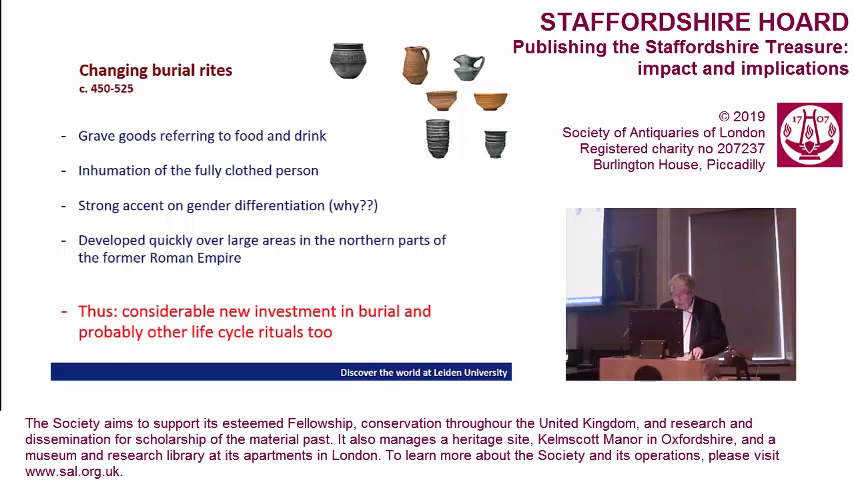 STAFFORDSHIRE HOARD
Publishing the Staffordshire Treasure:
impact and implications
Changing burial rites
c. 450-525
- Grave goods referring to food and drink
- Inhumation of the fully clothed person
- Strong accent on gender differentiation (why??)
- Developed quickly over large areas in the northern parts of
the former Roman Empire
- Thus: considerable new investment in burial and
probably other life cycle rituals too
Discover the world at Leiden University
© 2019
Society of Antiquaries of London
Registered charity no 207237
Burlington House, Piccadilly
17 07
The Society aims to support its esteemed Fellowship, conservation throughour the United Kingdom, and research and
dissemination for scholarship of the material past. It also manages a heritage site, Kelmscott Manor in Oxfordshire, and a
museum and research library at its apartments in London. To learn more about the Society and its operations, please visit
www.sal.org.uk.